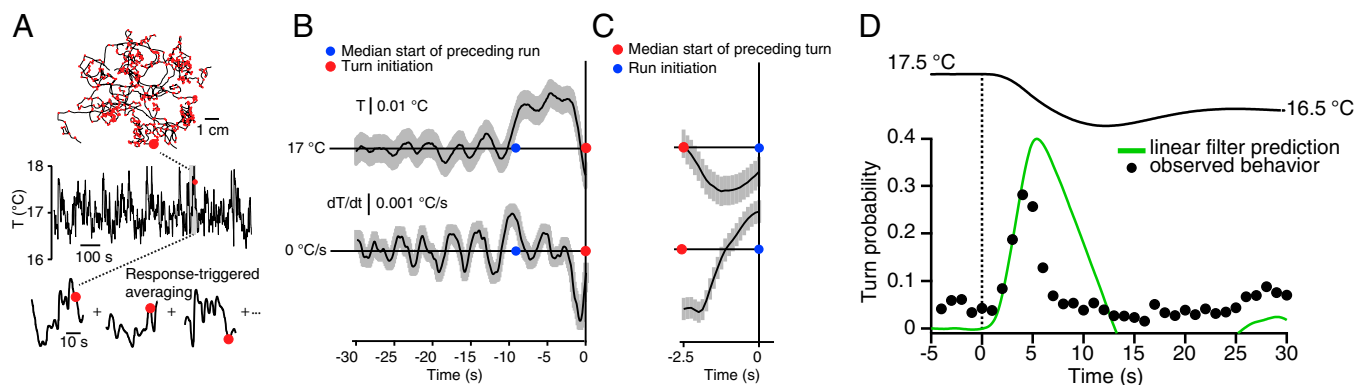 A
1 cm
18
17
16
T (°C)
100 s
Response-triggered
averaging
+ + + ...
10 s
B
Median start of preceding run
Turn initiation
T 0.01 °C
17 °C
dT/dt 0.001 °C/s
0 °C/s
-30 -25 -20 -15 -10 -5 0
Time (s)
C
Median start of preceding turn
Run initiation
-2.5 0
Time (s)
D
17.5 °C
16.5 °C
0.4
0.3
0.2
0.1
0
Turn probability
linear filter prediction
observed behavior
-5 0 5 10 15 20 25 30
Time (s)